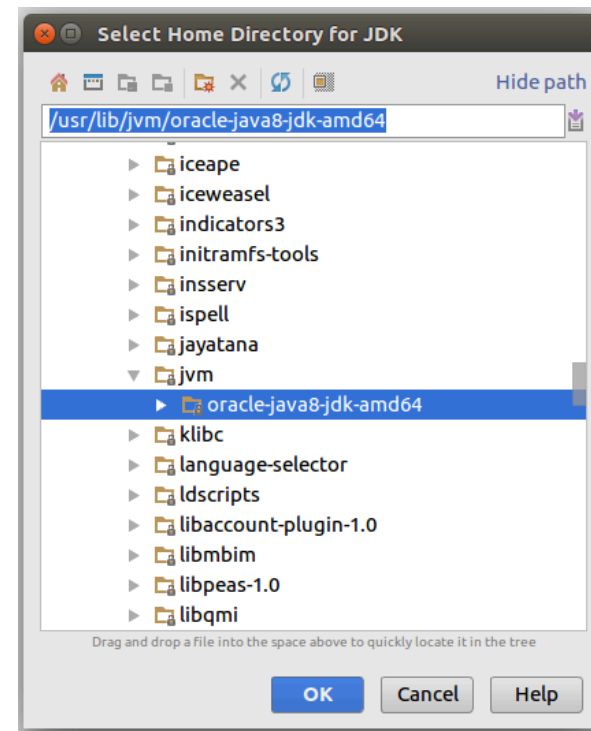 Select Home Directory for JDK
Hide path
/usr/lib/jvm/oracle-java8-jdk-amd64
iceape
iceweasel
indicators3
initramfs-tools
insserv
ispell
jayatana
jvm
oracle-java8-jdk-amd64
klibc
language-selector
ldscripts
libaccount-plugin-1.0
libmbim
libpeas-1.0
libqmi
Drag and drop a file into the space above to quickly locate it in the tree
OK Cancel Help